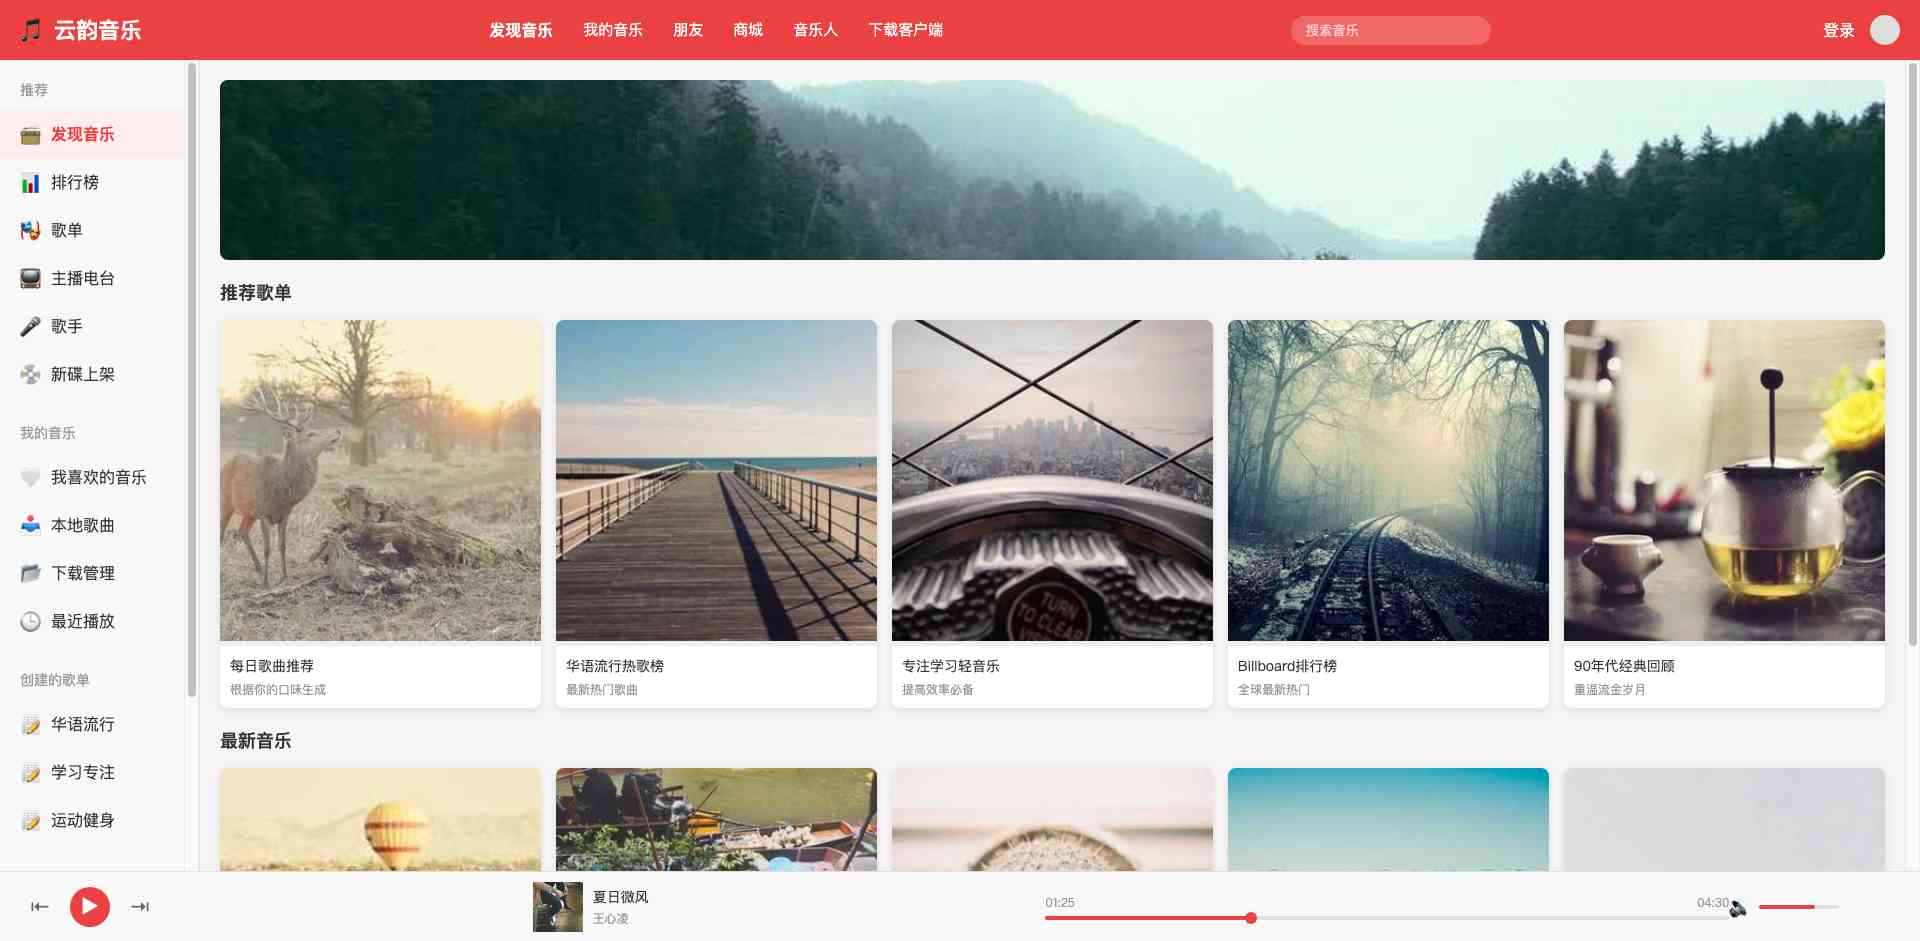 云韵音乐
发现音乐
我的音乐
朋友
商城
音乐人
下载客户端
搜索音乐
登录
推荐
发现音乐
排行榜
歌单
主播电台
歌手
新碟上架
我的音乐
我喜欢的音乐
本地歌曲
下载管理
最近播放
创建的歌单
华语流行
学习专注
运动健身
推荐歌单
TURN
TO CLEAR
每日歌曲推荐
根据你的口味生成
华语流行热歌榜
最新热门歌曲
专注学习轻音乐
提高效率必备
Billboard排行榜
全球最新热门
90年代经典回顾
重温流金岁月
最新音乐
夏日微风
王心凌
01:25
04:30